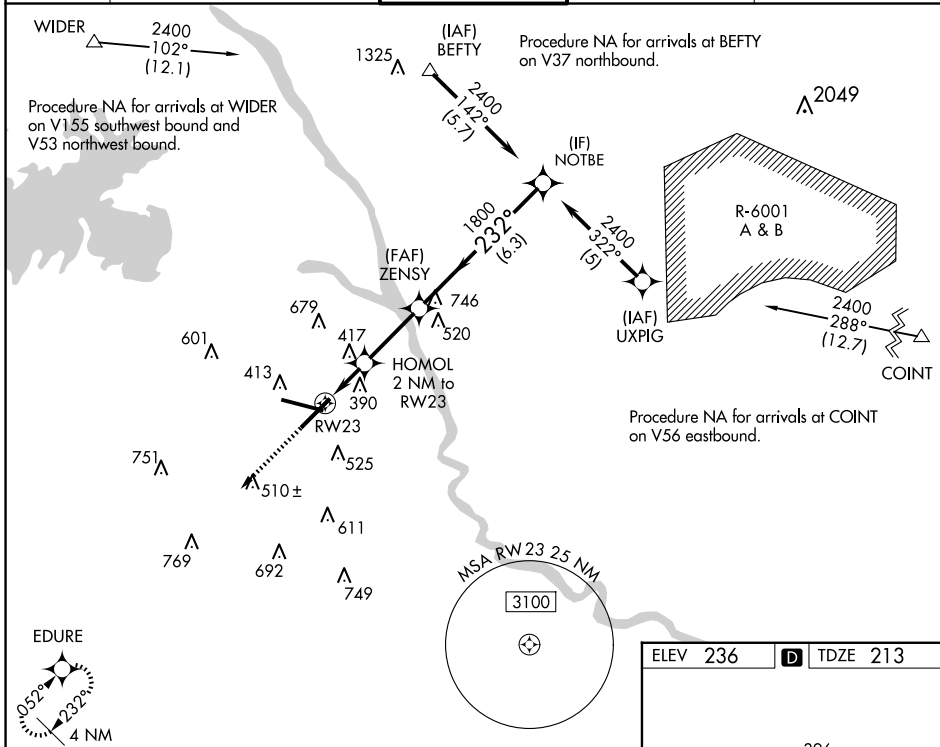 WIDER
2400
102°
(12.1)
Procedure NA for arrivals at WIDER
on V155 southwest bound and
V53 northwest bound.
1325
(IAF)
BEFTY
Procedure NA for arrivals at BEFTY
on V37 northbound.
2400
142°
(5.7)
2049
(IF)
NOTBE
R-6001
A & B
1800
232°
(6.3)
2400
322°
(5)
(IAF)
UXPIG
2400
288°
(12.7)
COINT
(FAF)
ZENSY
746
520
679
417
601
413
HOMOL
2 NM to
RW23
390
RW23
Procedure NA for arrivals at COINT
on V56 eastbound.
751
525
510±
611
769
692
749
MSA RW 23 25 NM
3100
EDURE
052°
232°
4 NM
ELEV 236
D
TDZE 213